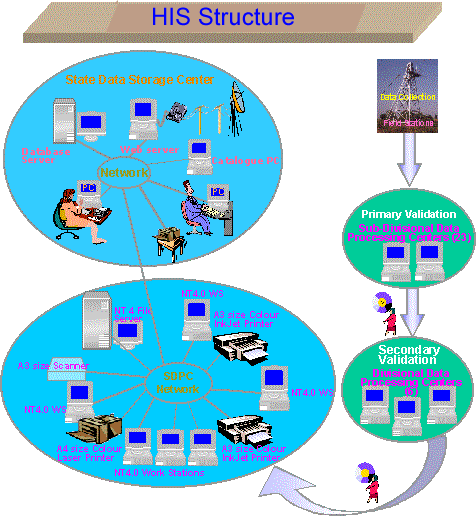 HIS Structure
State Data Storage Center
Database
Server
Web Server
Catalogue PC
Network
PC
PC
Data Collection
Field Stations
Primary Validation
Sub-Divisional Data
Processing Centers (23)
Secondary
Validation
Divisional Data
Processing Centers
NT4.0 WS
NT 4 File
Server
A3 size Colour
InkJet Printer
A3 size Scanner
Network
NT4.0 WS
NT4.0 WS
A4 size Colour
Laser Printer
A3 size Colour
InkJet Printer
NT4.0 Work Stations